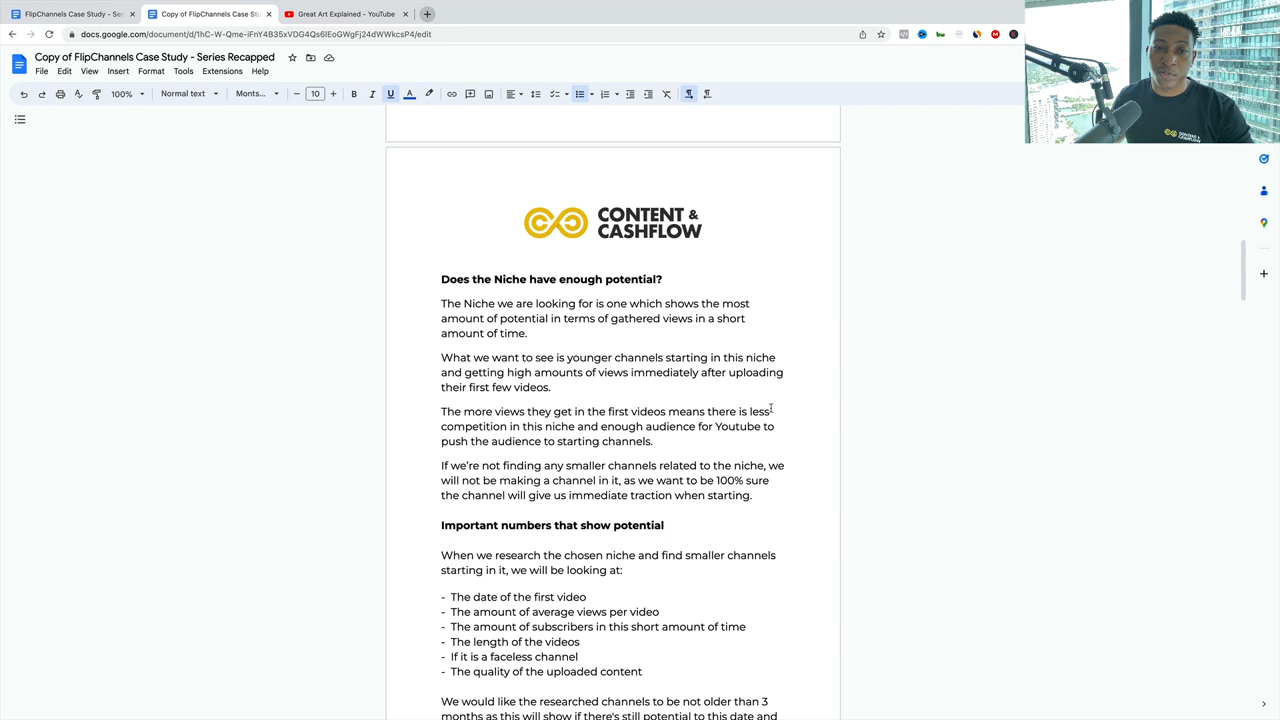 FlipChannels Case Study - Ser
Copy of FlipChannels Case Stu
Great Art Explained - YouTube
docs.google.com/document/d/1hC-W-Qme-iFnY4B35xVDG4Qs6IEoGWgFj24dWWkcsP4/edit
Copy of FlipChannels Case Study - Series Recapped
File Edit View Insert Format Tools Extensions Help
100% Normal text Monts... 10 B I U A
CONTENT &
CASHFLOW
CONTENT &
CASHFLOW
Does the Niche have enough potential?
The Niche we are looking for is one which shows the most
amount of potential in terms of gathered views in a short
amount of time.
What we want to see is younger channels starting in this niche
and getting high amounts of views immediately after uploading
their first few videos.
The more views they get in the first videos means there is less
competition in this niche and enough audience for Youtube to
push the audience to starting channels.
If we're not finding any smaller channels related to the niche, we
will not be making a channel in it, as we want to be 100% sure
the channel will give us immediate traction when starting.
Important numbers that show potential
When we research the chosen niche and find smaller channels
starting in it, we will be looking at:
- The date of the first video
- The amount of average views per video
- The amount of subscribers in this short amount of time
- The length of the videos
- If it is a faceless channel
- The quality of the uploaded content
We would like the researched channels to be not older than 3
months as this will show if there's still potential to this date and